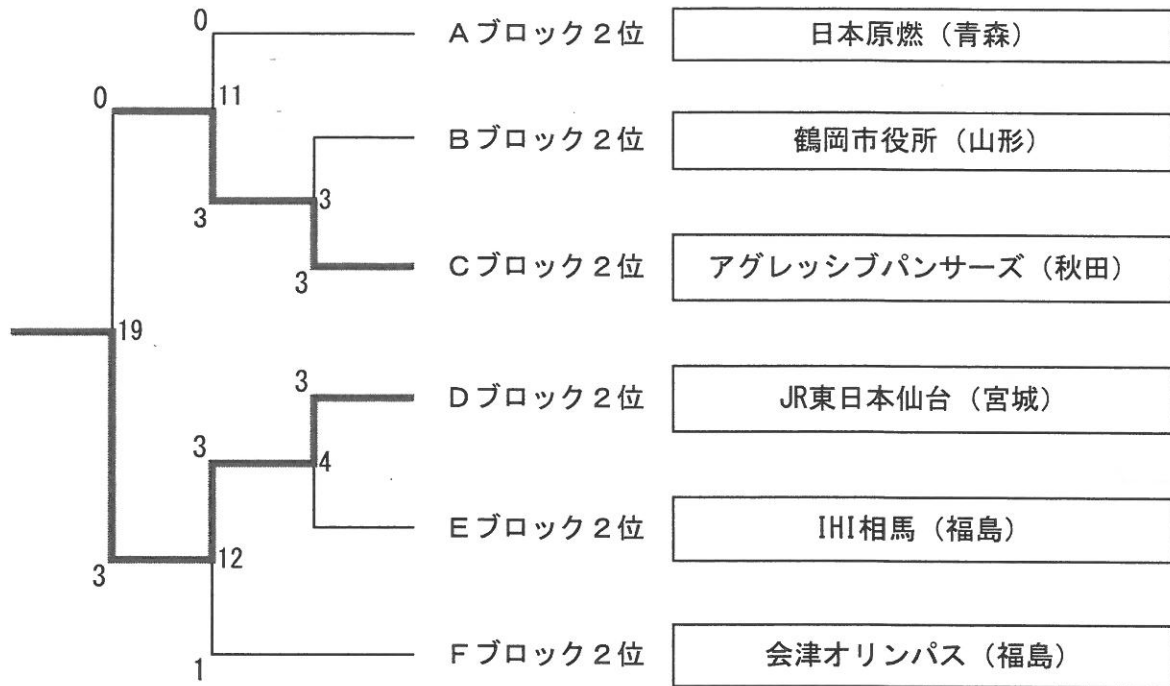 0
Aブロック2位 日本原燃（青森）
0 11
Bブロック2位 鶴岡市役所（山形）
3 3
Cブロック2位 アグレッシブパンサーズ（秋田）
3
19
3
Dブロック2位 JR東日本仙台（宮城）
3 4
Eブロック2位 IHI相馬（福島）
3 12
Fブロック2位 会津オリンパス（福島）
1